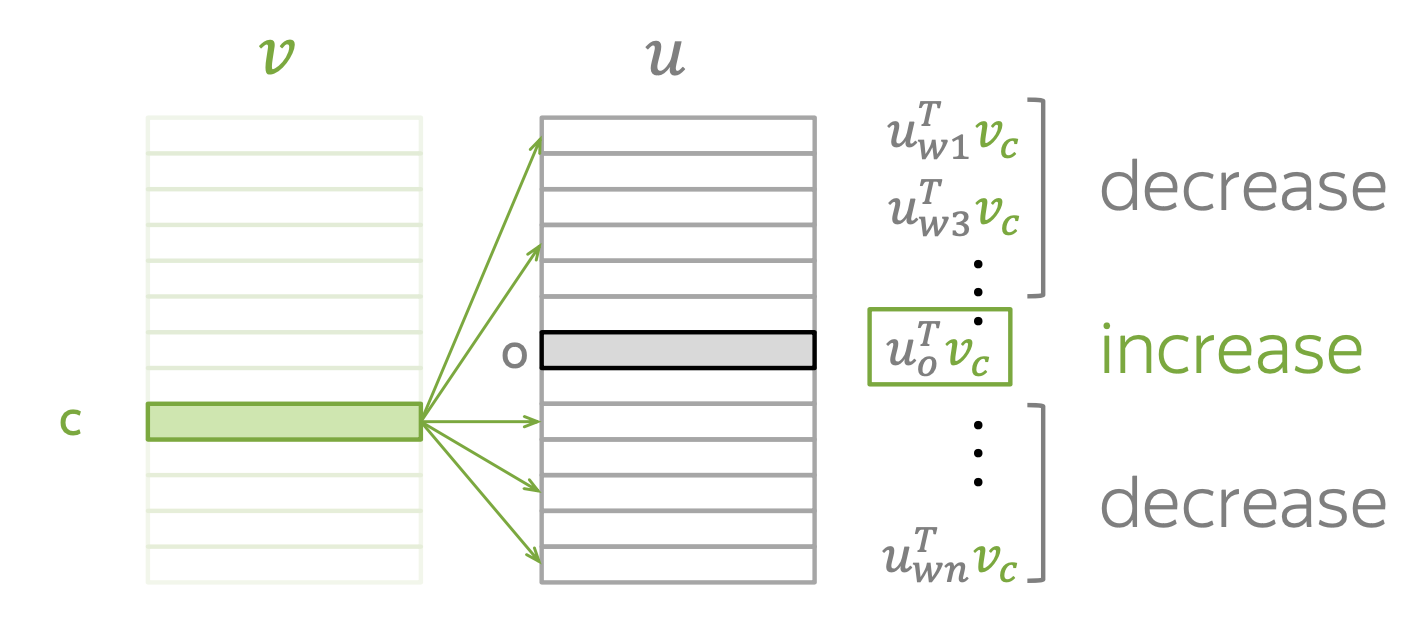 v u
u_{w1}^T v_c
decrease
u_{w3}^T v_c
o
u_o^T v_c
increase
c
decrease
u_{wn}^T v_c